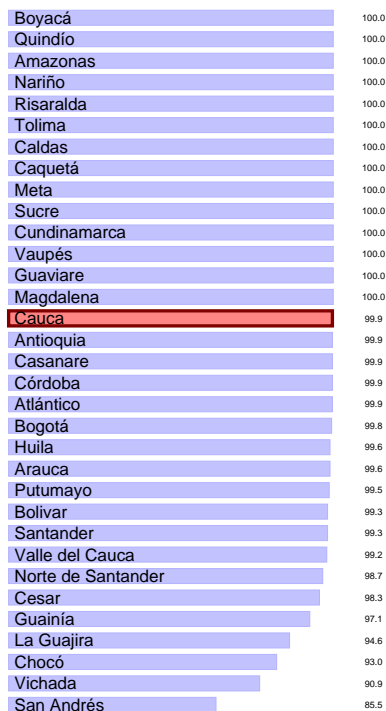 Boyacá 100.0
Quindío 100.0
Amazonas 100.0
Nariño 100.0
Risaralda 100.0
Tolima 100.0
Caldas 100.0
Caquetá 100.0
Meta 100.0
Sucre 100.0
Cundinamarca 100.0
Vaupés 100.0
Guaviare 100.0
Magdalena 100.0
Cauca 99.9
Antioquia 99.9
Casanare 99.9
Córdoba 99.9
Atlántico 99.9
Bogotá 99.8
Huila 99.6
Arauca 99.6
Putumayo 99.5
Bolivar 99.3
Santander 99.3
Valle del Cauca 99.2
Norte de Santander 98.7
Cesar 98.3
Guainía 97.1
La Guajira 94.6
Chocó 93.0
Vichada 90.9
San Andrés 85.5